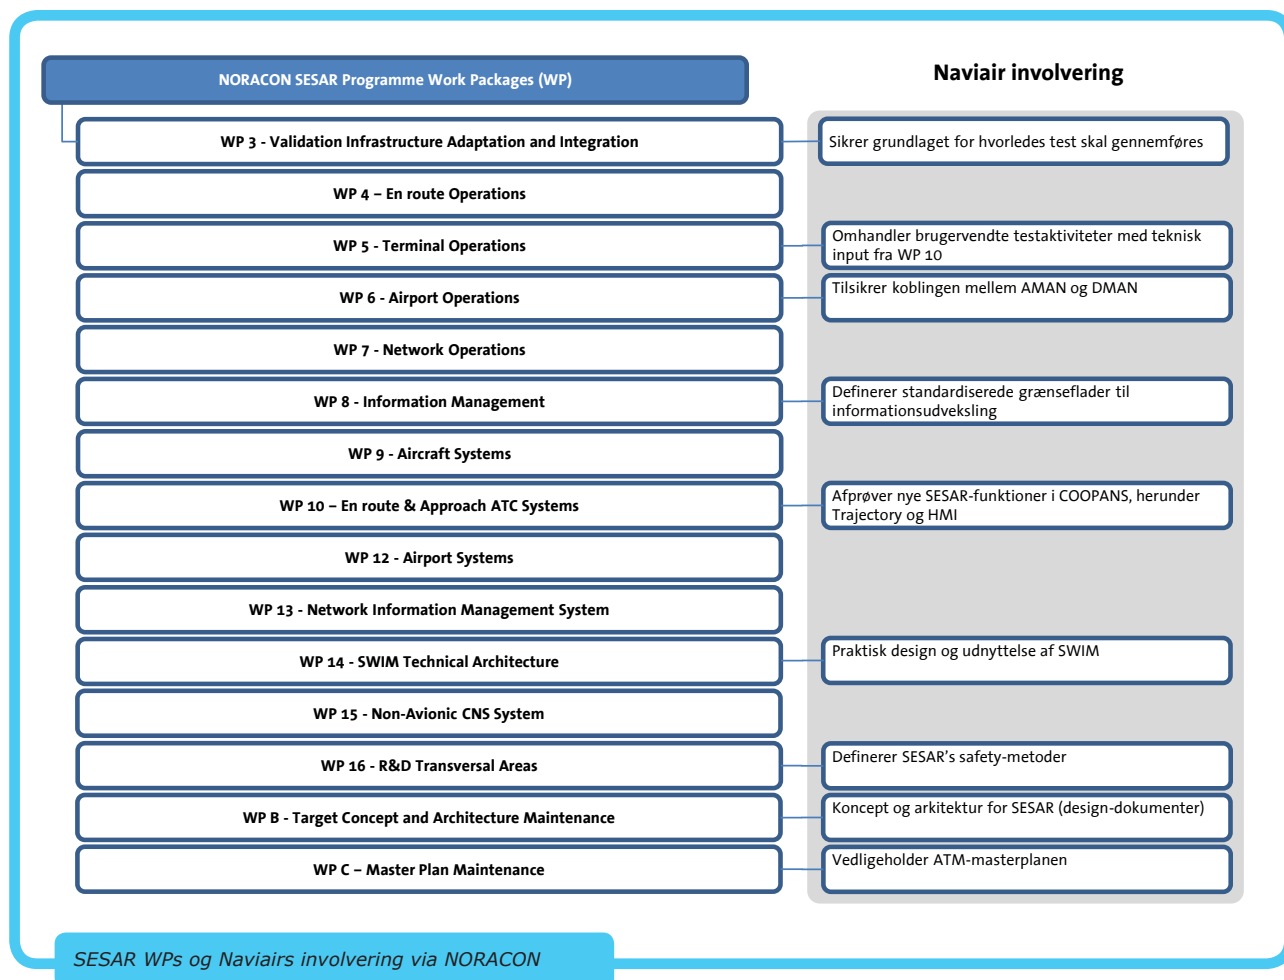 NORACON SESAR Programme Work Packages (WP)
Naviair involvering
WP 3 - Validation Infrastructure Adaptation and Integration
Sikrer grundlaget for hvorledes test skal gennemføres
WP 4 – En route Operations
WP 5 - Terminal Operations
Omhandler brugervendte testaktiviteter med teknisk
input fra WP 10
WP 6 - Airport Operations
Tilsikrer koblingen mellem AMAN og DMAN
WP 7 - Network Operations
WP 8 - Information Management
Definerer standardiserede grænseflader til
informationsudveksling
WP 9 - Aircraft Systems
WP 10 – En route & Approach ATC Systems
Afprøver nye SESAR-funktioner i COOPANS, herunder
Trajectory og HMI
WP 12 - Airport Systems
WP 13 - Network Information Management System
WP 14 - SWIM Technical Architecture
Praktisk design og udnyttelse af SWIM
WP 15 - Non-Avionic CNS System
WP 16 - R&D Transversal Areas
Definerer SESAR’s safety-metoder
WP B - Target Concept and Architecture Maintenance
Koncept og arkitektur for SESAR (design-dokumenter)
WP C – Master Plan Maintenance
Vedligeholder ATM-masterplanen
SESAR WPs og Naviairs involvering via NORACON